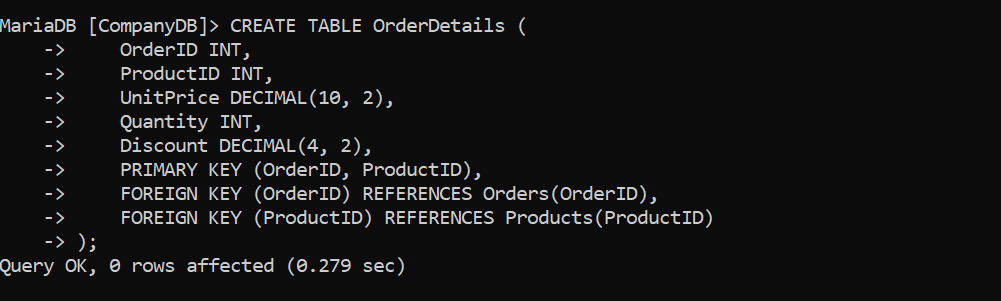 MariaDB [CompanyDB]> CREATE TABLE OrderDetails (
    ->     OrderID INT,
    ->     ProductID INT,
    ->     UnitPrice DECIMAL(10, 2),
    ->     Quantity INT,
    ->     Discount DECIMAL(4, 2),
    ->     PRIMARY KEY (OrderID, ProductID),
    ->     FOREIGN KEY (OrderID) REFERENCES Orders(OrderID),
    ->     FOREIGN KEY (ProductID) REFERENCES Products(ProductID)
    -> );
Query OK, 0 rows affected (0.279 sec)